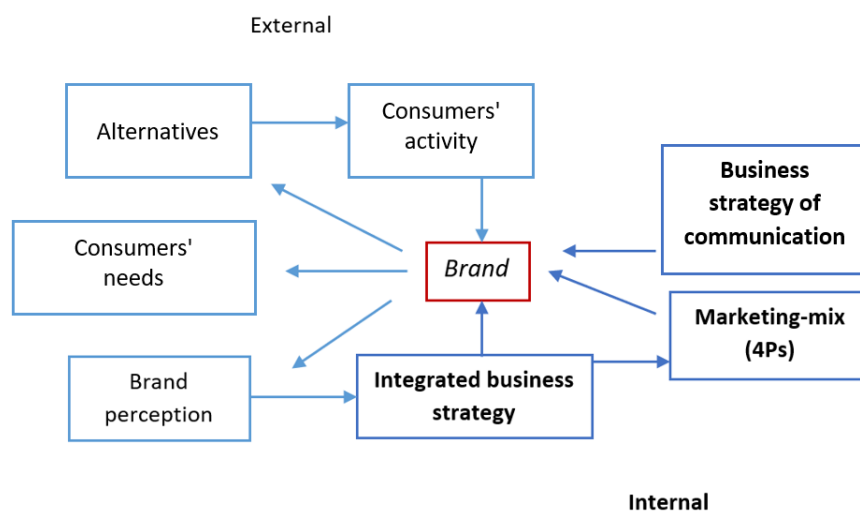 External
Alternatives
Consumers'
activity
Business
strategy of
communication
Consumers'
needs
Brand
Marketing-mix
(4Ps)
Brand
perception
Integrated business
strategy
Internal